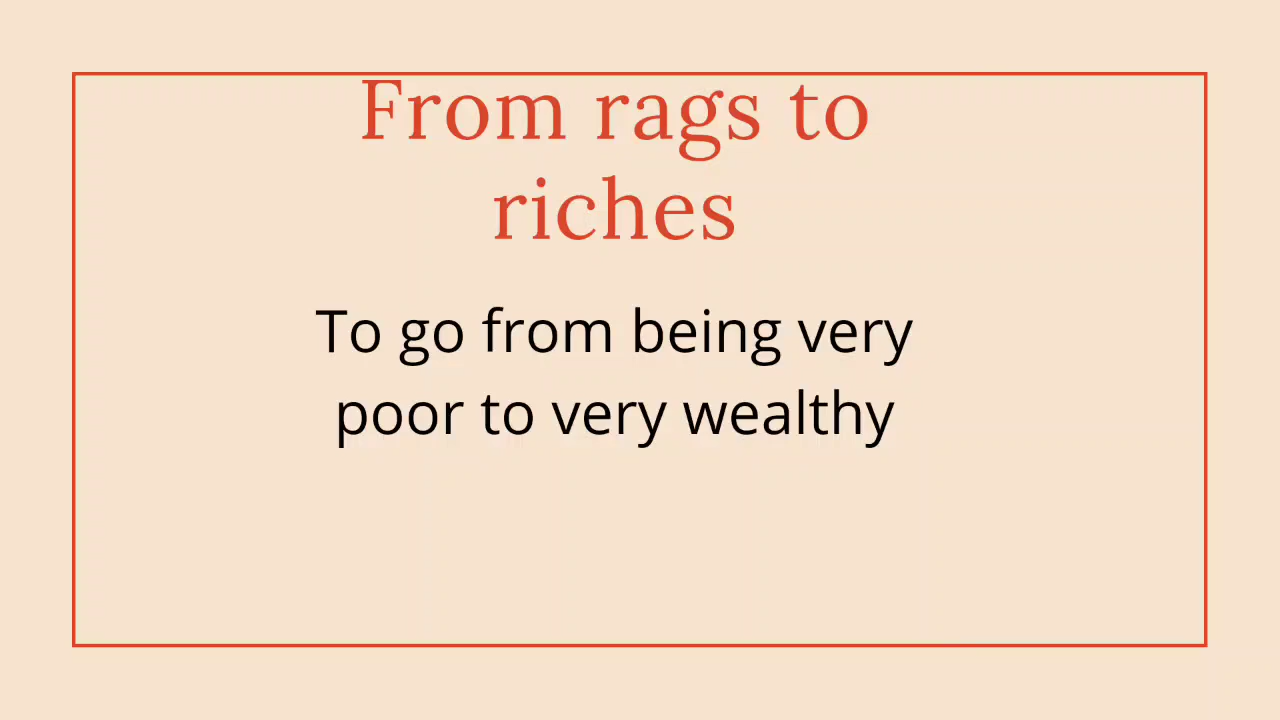 From rags to
riches
To go from being very
poor to very wealthy